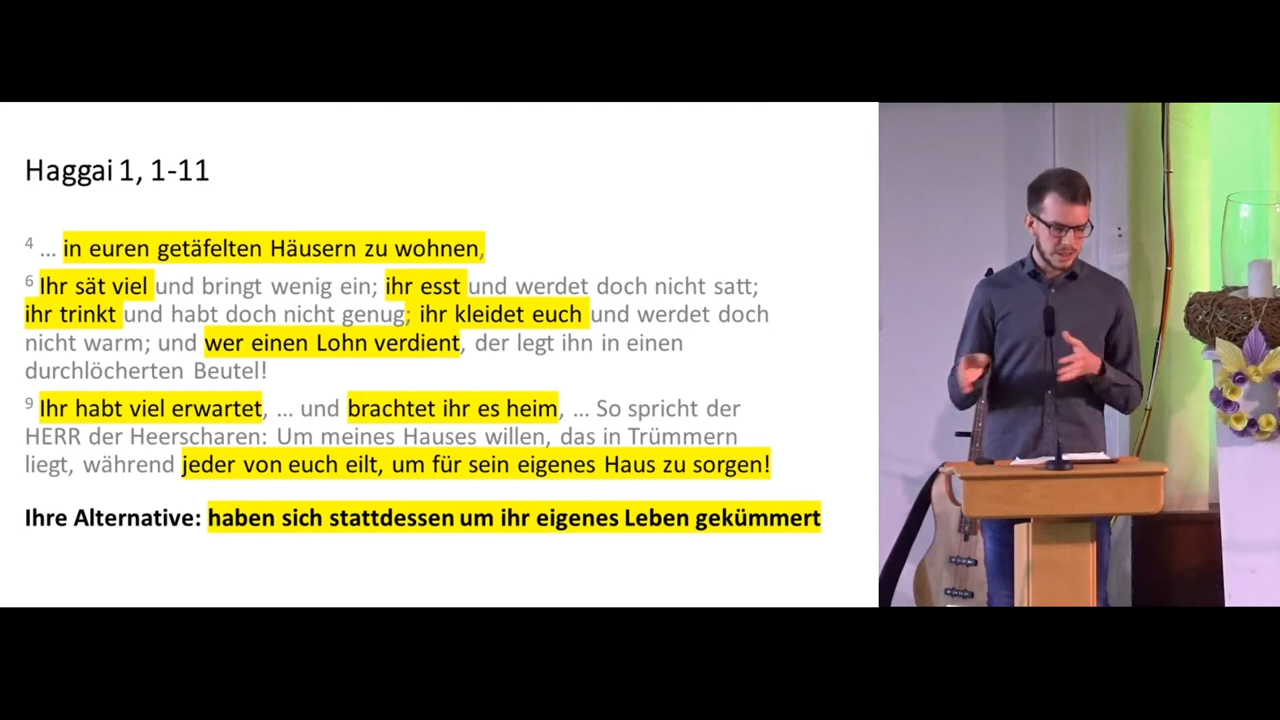 Haggai 1, 1-11
4 ... in euren getäfelten Häusern zu wohnen,
6 Ihr sät viel und bringt wenig ein; ihr esst und werdet doch nicht satt;
ihr trinkt und habt doch nicht genug; ihr kleidet euch und werdet doch
nicht warm; und wer einen Lohn verdient, der legt ihn in einen
durchlöcherten Beutel!
9 Ihr habt viel erwartet, ... und brachtet ihr es heim, ... So spricht der
HERR der Heerscharen: Um meines Hauses willen, das in Trümmern
liegt, während jeder von euch eilt, um für sein eigenes Haus zu sorgen!
Ihre Alternative: haben sich stattdessen um ihr eigenes Leben gekümmert